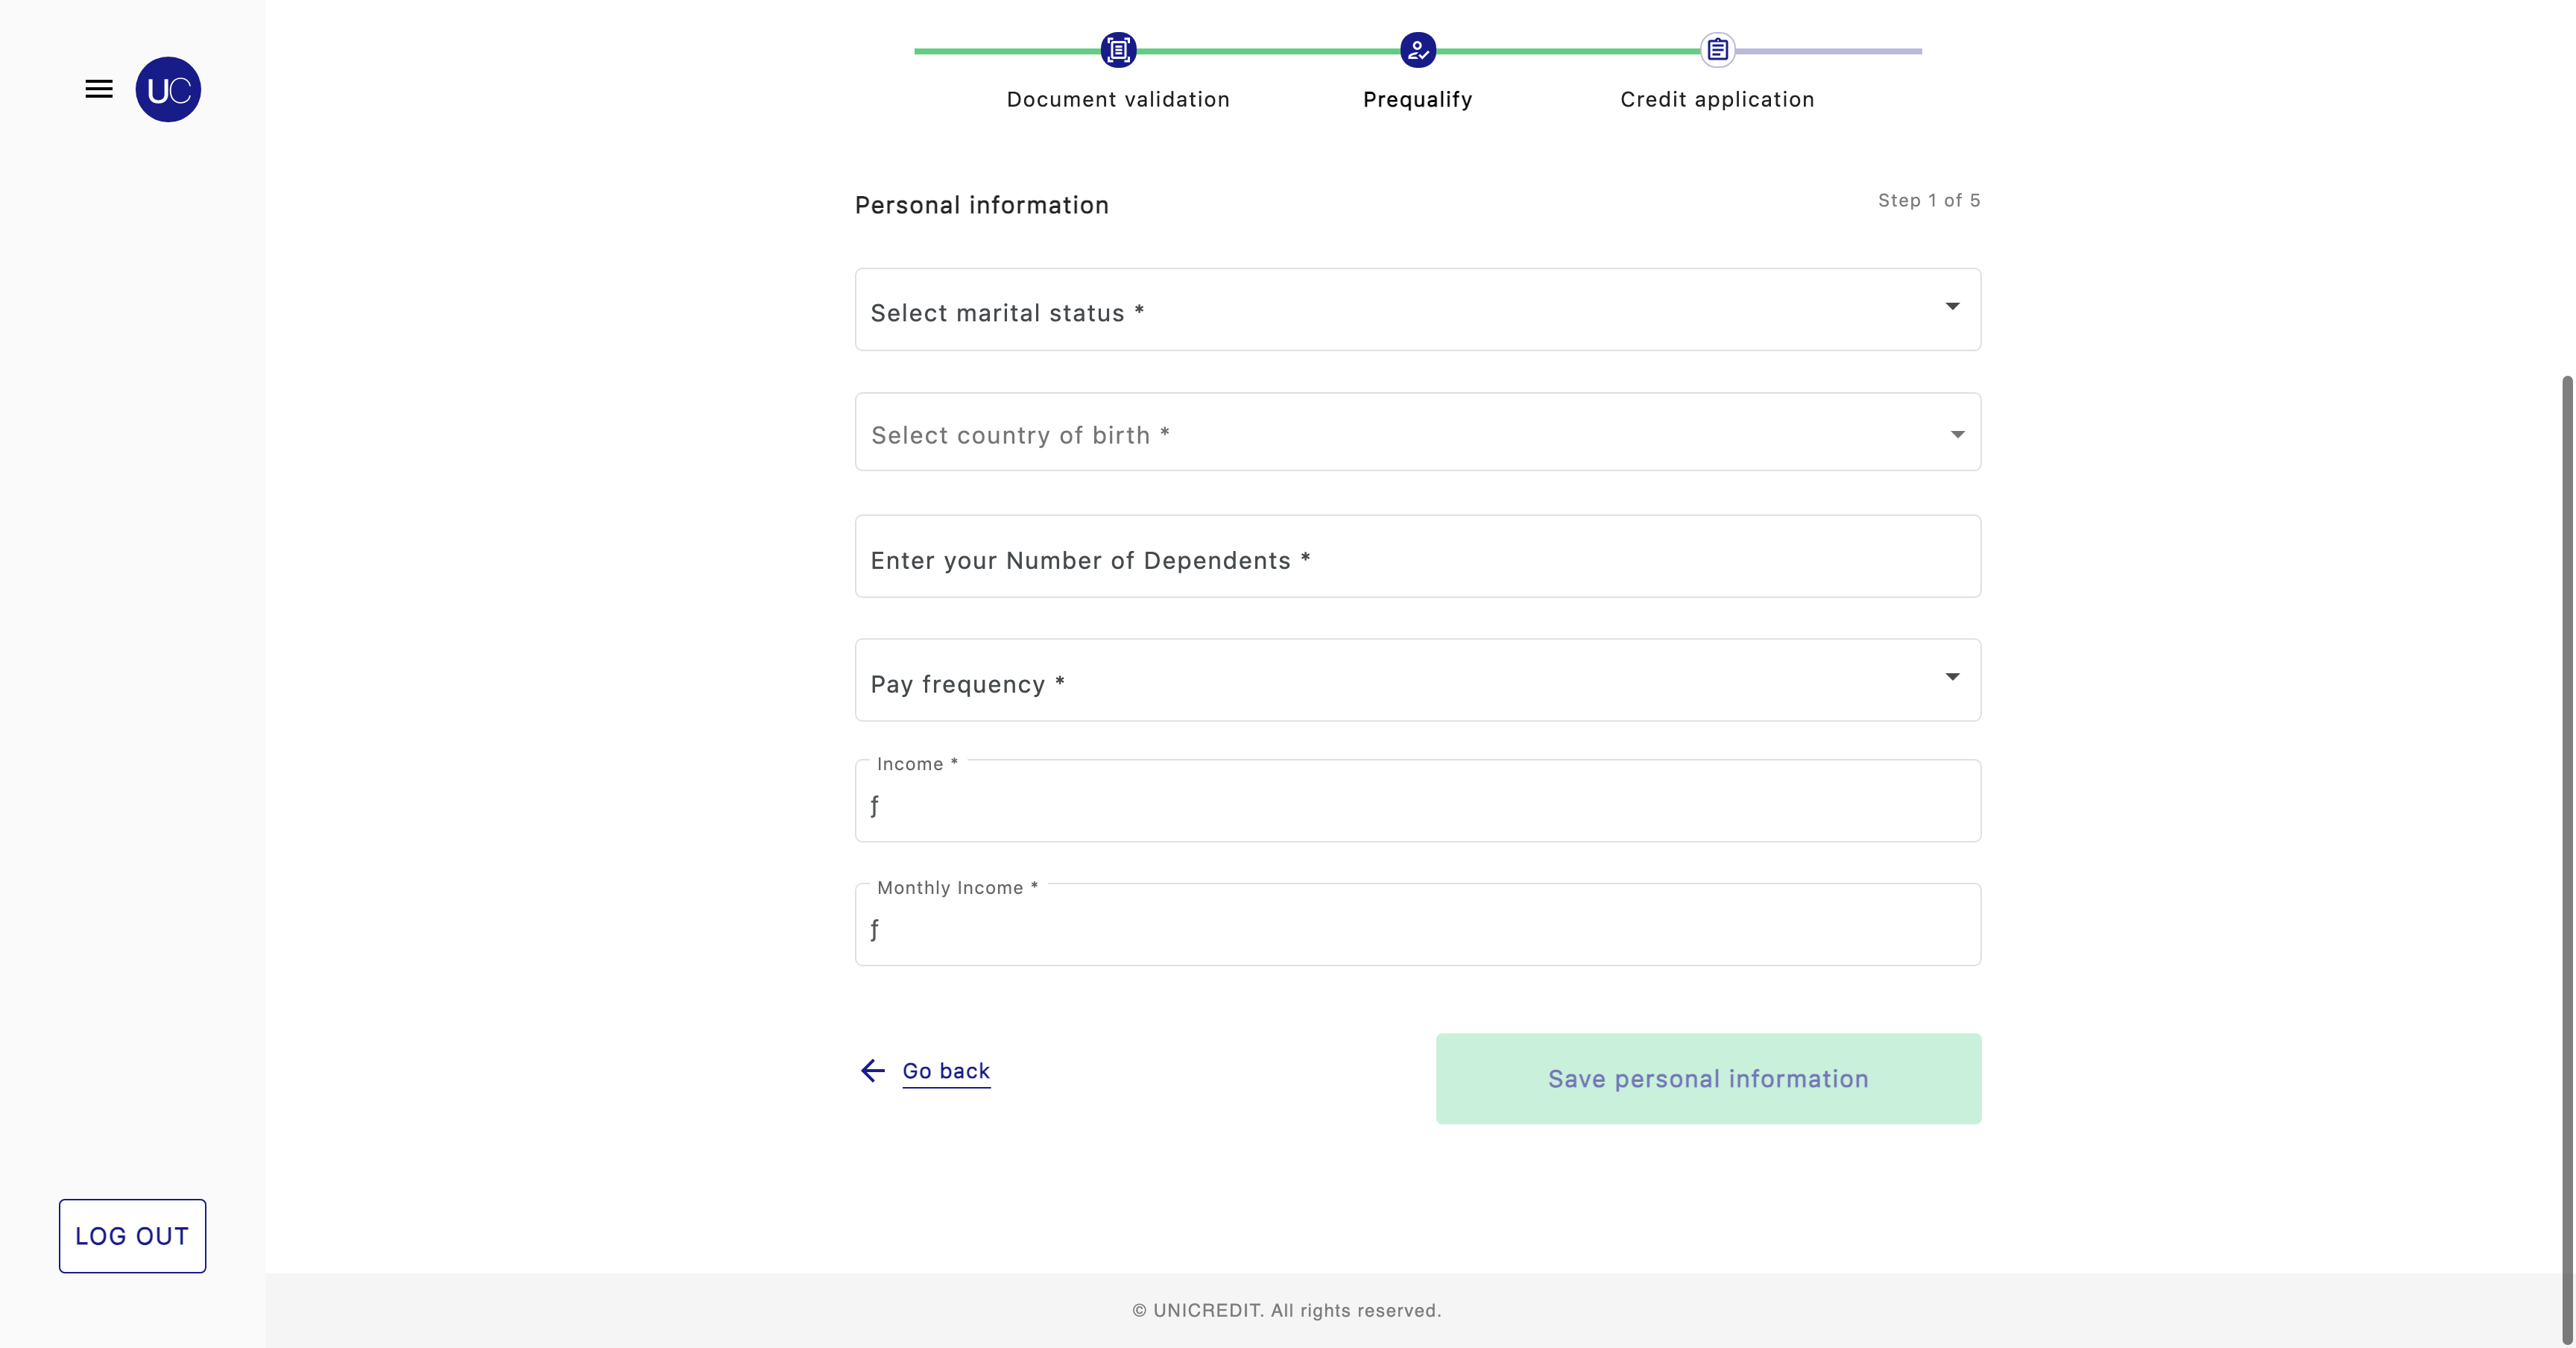 UC
Document validation
Prequalify
Credit application
Personal information
Step 1 of 5
Select marital status *
Select country of birth *
Enter your Number of Dependents *
Pay frequency *
Income *
ƒ
Monthly Income *
ƒ
Go back
Save personal information
LOG OUT
© UNICREDIT. All rights reserved.